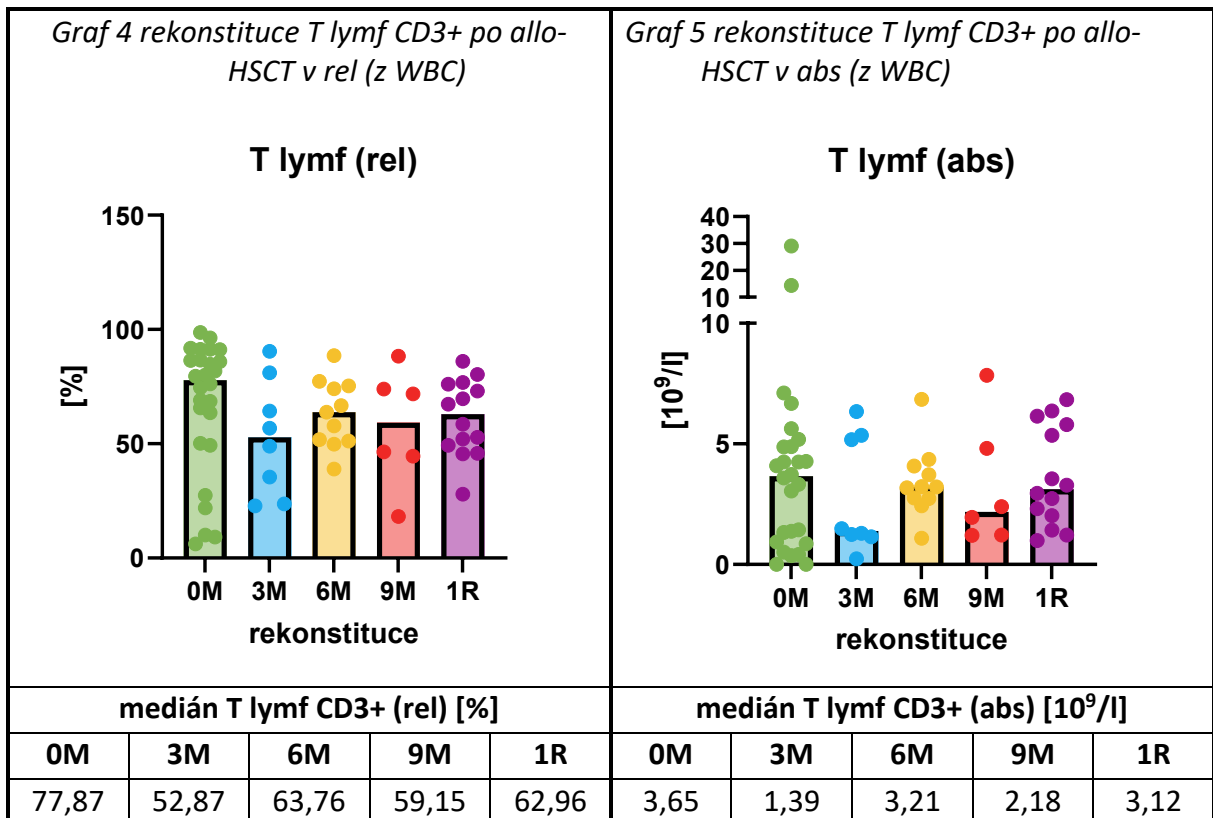 Graf 4 rekonstituce T lymf CD3+ po allo-
HSCT v rel (z WBC)
T lymf (rel)
[%]
150
100
50
0
0M 3M 6M 9M 1R
rekonstituce
medián T lymf CD3+ (rel) [%]
0M 3M 6M 9M 1R
77,87 52,87 63,76 59,15 62,96
Graf 5 rekonstituce T lymf CD3+ po allo-
HSCT v abs (z WBC)
T lymf (abs)
[10⁹/l]
40
30
20
10
10
5
0
0M 3M 6M 9M 1R
rekonstituce
medián T lymf CD3+ (abs) [10⁹/l]
0M 3M 6M 9M 1R
3,65 1,39 3,21 2,18 3,12